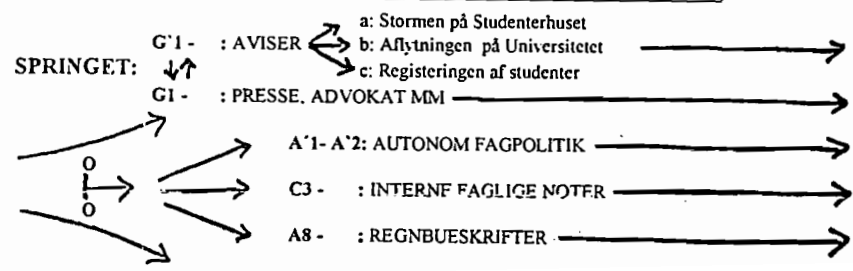 a: Stormen på Studenterhuset
G`1 - : AVISER b: Aflytningen på Universitetet
SPRINGET: c: Registeringen af studenter
G1 - : PRESSE, ADVOKAT MM
A´1- A`2: AUTONOM FAGPOLITIK
O
C3 - : INTERNE FAGLIGE NOTER
O
A8 - : REGNBUESKRIFTER